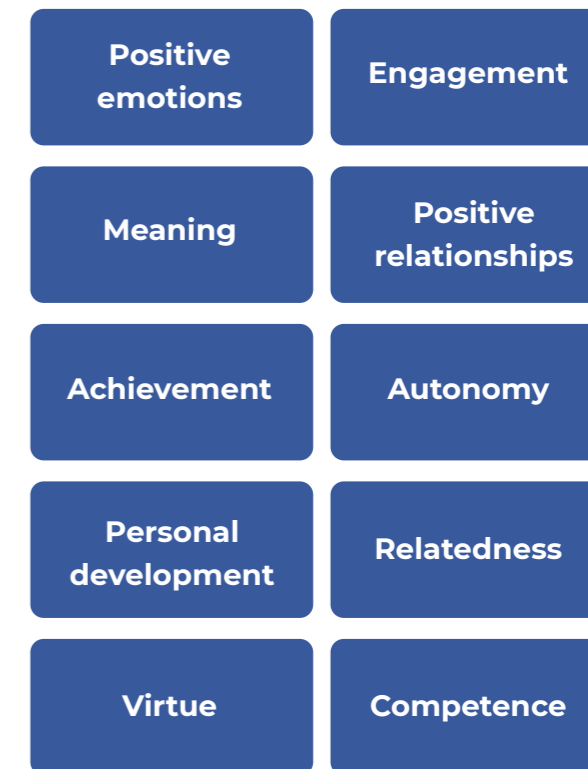 Positive
emotions
Engagement
Meaning
Positive
relationships
Achievement
Autonomy
Personal
development
Relatedness
Virtue
Competence